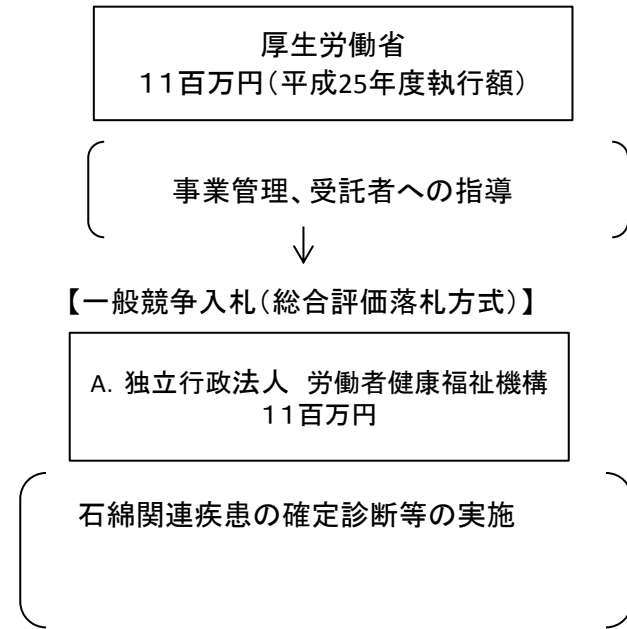 厚生労働省
１１百万円（平成25年度執行額）
事業管理、受託者への指導
【一般競争入札（総合評価落札方式）】
A. 独立行政法人　労働者健康福祉機構
１１百万円
石綿関連疾患の確定診断等の実施